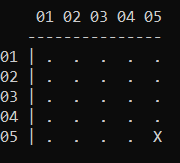 01 02 03 04 05
---------------
01 | . . . . .
02 | . . . . .
03 | . . . . .
04 | . . . . .
05 | . . . . X